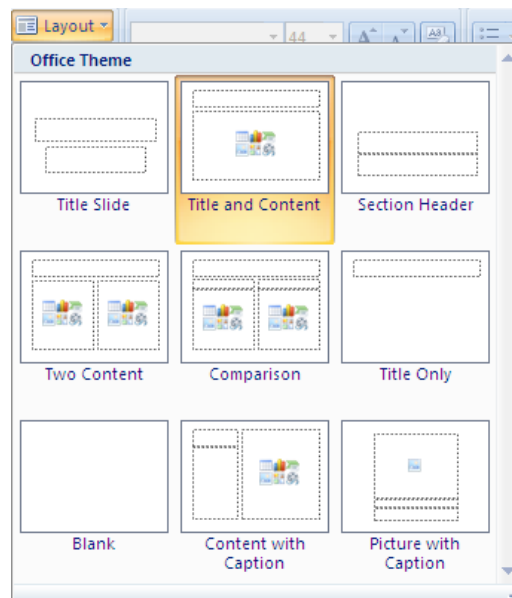 Layout 44 A A Aa
Office Theme
Title Slide Title and Content Section Header
Two Content Comparison Title Only
Blank Content with Picture with
Caption Caption